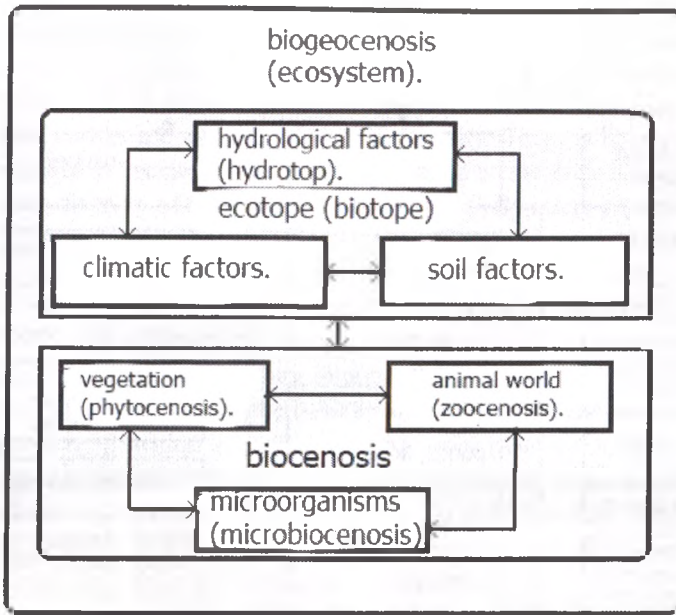 biogeocenosis
(ecosystem).
hydrological factors
(hydrotop).
ecotope (biotope)
climatic factors.
soil factors.
vegetation
(phytocenosis).
animal world
(zoocenosis).
biocenosis
microorganisms
(microbiocenosis)